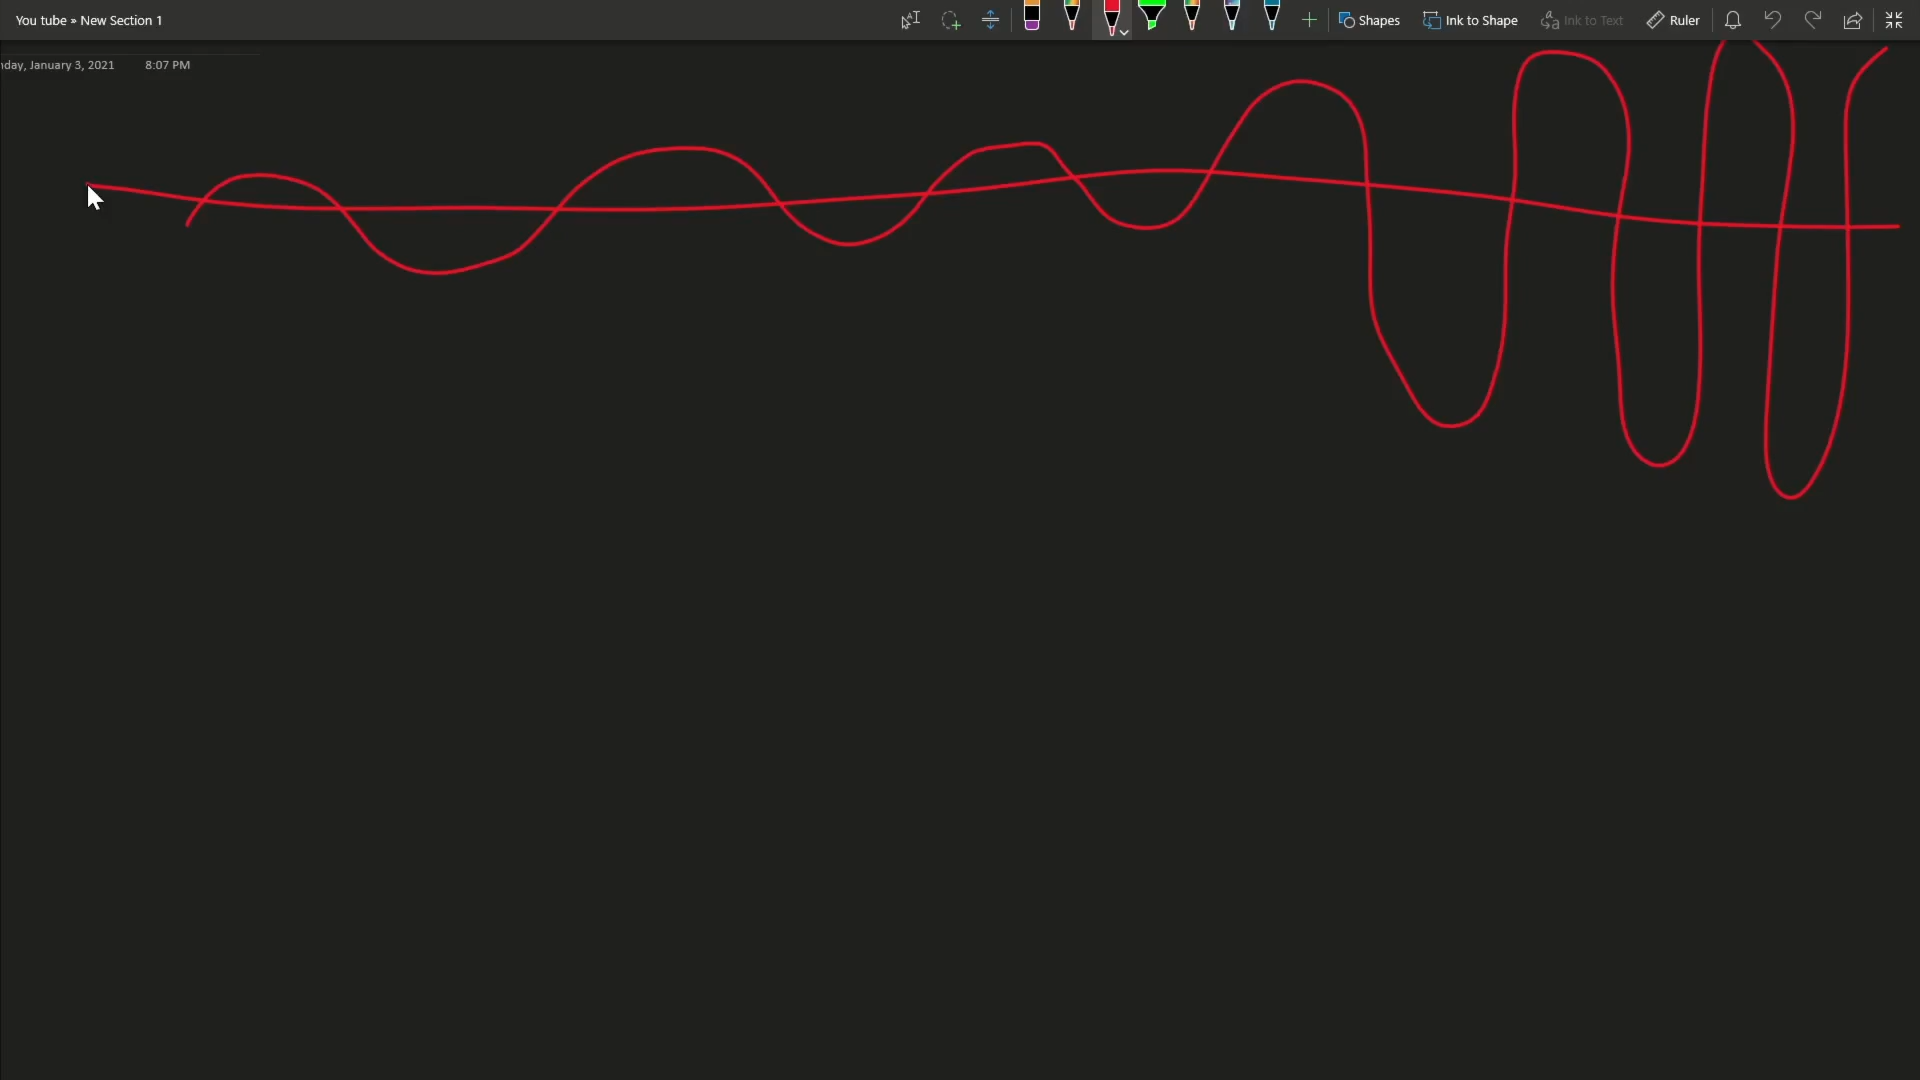 You tube » New Section 1
Shapes
Ink to Shape
Ink to Text
Ruler
nday, January 3, 2021
8:07 PM